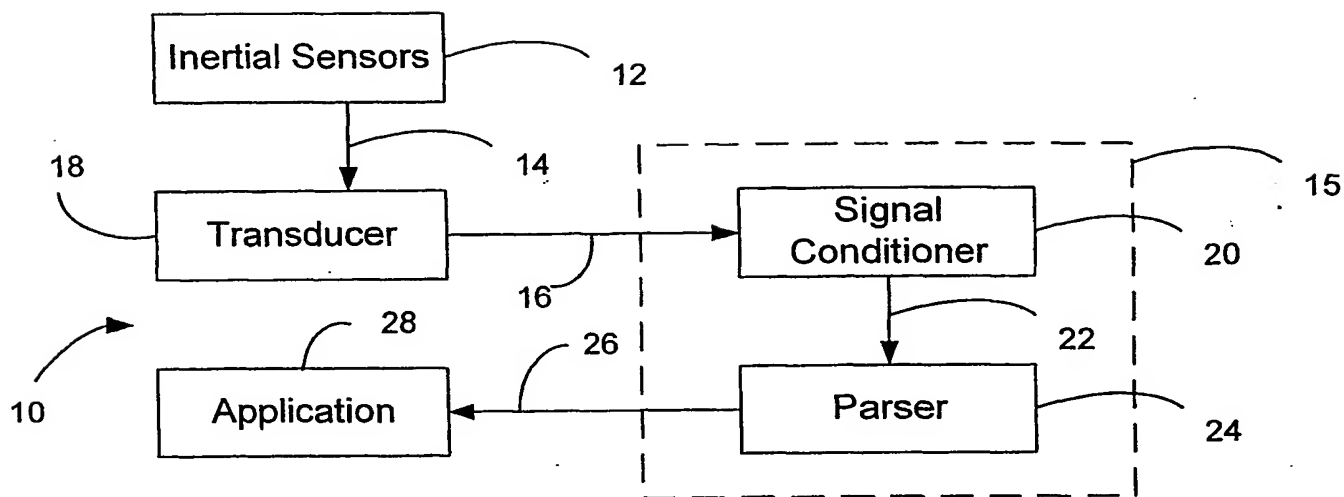 Inertial Sensors
12
14
18
15
Transducer
Signal
Conditioner
20
16
10
28
26
22
Application
Parser
24